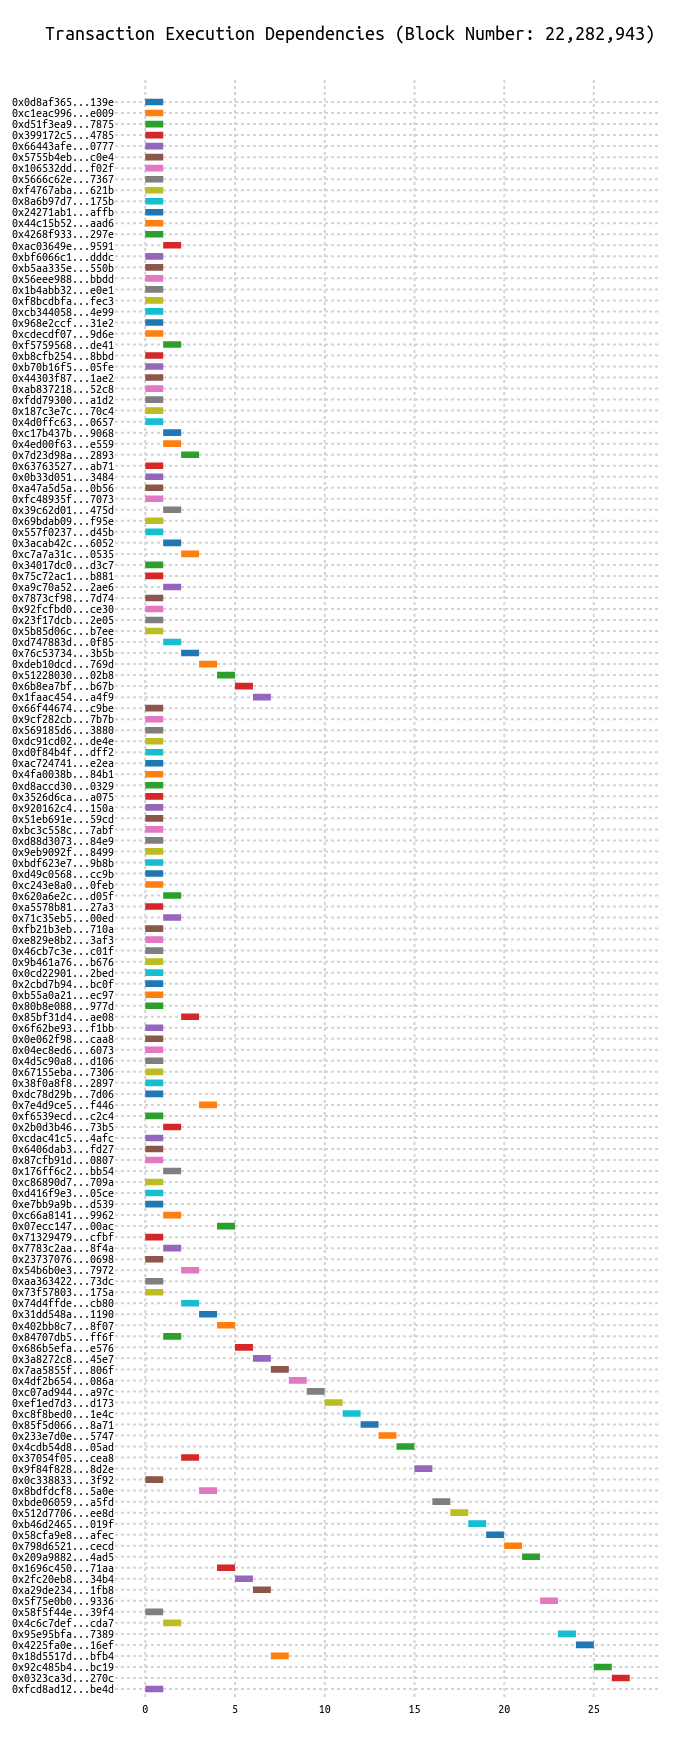 Transaction Execution Dependencies (Block Number: 22,282,943)
0x0d8af365...139e
0xc1eac996...e009
0xd51f3ea9...7875
0x399172c5...4785
0x66443afe...0777
0x5755b4eb...c0e4
0x106532dd...f02f
0x5666c62e...7367
0xf4767aba...621b
0x8a6b97d7...175b
0x24271ab1...affb
0x44c15b52...aad6
0x4268f933...297e
0xac03649e...9591
0xbf6066c1...dddc
0xb5aa335e...550b
0x56eee988...bbdd
0x1b4abb32...e0e1
0xf8bcdbfa...fec3
0xcb344058...4e99
0x968e2ccf...31e2
0xcdecdf07...9d6e
0xf5759568...de41
0xb8cfb254...8bbd
0xb70b16f5...05fe
0x44303f87...1ae2
0xab837218...52c8
0xfdd79300...a1d2
0x187c3e7c...70c4
0x4d0ffc63...0657
0xc17b437b...9068
0x4ed00f63...e559
0x7d23d98a...2893
0x63763527...ab71
0x0b33d051...3484
0xa47a5d5a...0b56
0xfc48935f...7073
0x39c62d01...475d
0x69bdab09...f95e
0x557f0237...d45b
0x3acab42c...6052
0xc7a7a31c...0535
0x34017dc0...d3c7
0x75c72ac1...b881
0xa9c70a52...2ae6
0x7873cf98...7d74
0x92fcfbd0...ce30
0x23f17dcb...2e05
0x5b85d06c...b7ee
0xd747883d...0f85
0x76c53734...3b5b
0xdeb10dcd...769d
0x51228030...02b8
0x6b8ea7bf...b67b
0x1faac454...a4f9
0x66f44674...c9be
0x9cf282cb...7b7b
0x569185d6...3880
0xdc91cd02...de4e
0xd0f84b4f...dff2
0xac724741...e2ea
0x4fa0038b...84b1
0xd8accd30...0329
0x3526d6ca...a075
0x920162c4...150a
0x51eb691e...59cd
0xbc3c558c...7abf
0xd88d3073...84e9
0x9eb9092f...8499
0xbdf623e7...9b8b
0xd49c0568...cc9b
0xc243e8a0...0feb
0x620a6e2c...d05f
0xa5578b81...27a3
0x71c35eb5...00ed
0xfb21b3eb...710a
0xe829e8b2...3af3
0x46cb7c3e...c01f
0x9b461a76...b676
0x0cd22901...2bed
0x2cbd7b94...bc0f
0xb55a0a21...ec97
0x80b8e088...977d
0x85bf31d4...ae08
0x6f62be93...f1bb
0x0e062f98...caa8
0x04ec8ed6...6073
0x4d5c90a8...d106
0x67155eba...7306
0x38f0a8f8...2897
0xdc78d29b...7d06
0x7e4d9ce5...f446
0xf6539ecd...c2c4
0x2b0d3b46...73b5
0xcdac41c5...4afc
0x6406dab3...fd27
0x87cfb91d...0807
0x176ff6c2...bb54
0xc86890d7...709a
0xd416f9e3...05ce
0xe7bb9a9b...d539
0xc66a8141...9962
0x07ecc147...00ac
0x71329479...cfbf
0x7783c2aa...8f4a
0x23737076...0698
0x54b6b0e3...7972
0xaa363422...73dc
0x73f57803...175a
0x74d4ffde...cb80
0x31dd548a...1190
0x402bb8c7...8f07
0x84707db5...ff6f
0x686b5efa...e576
0x3a8272c8...45e7
0x7aa5855f...806f
0x4df2b654...086a
0xc07ad944...a97c
0xef1ed7d3...d173
0xc8f8bed0...1e4c
0x85f5d066...8a71
0x233e7d0e...5747
0x4cdb54d8...05ad
0x37054f05...cea8
0x9f84f828...8d2e
0x0c338833...3f92
0x8bdfdcf8...5a0e
0xbde06059...a5fd
0x512d7706...ee8d
0xb46d2465...019f
0x58cfa9e8...afec
0x798d6521...cecd
0x209a9882...4ad5
0x1696c450...71aa
0x2fc20eb8...34b4
0xa29de234...1fb8
0x5f75e0b0...9336
0x58f5f44e...39f4
0x4c6c7def...cda7
0x95e95bfa...7389
0x4225fa0e...16ef
0x18d5517d...bfb4
0x92c485b4...bc19
0x0323ca3d...270c
0xfcd8ad12...be4d
0 5 10 15 20 25